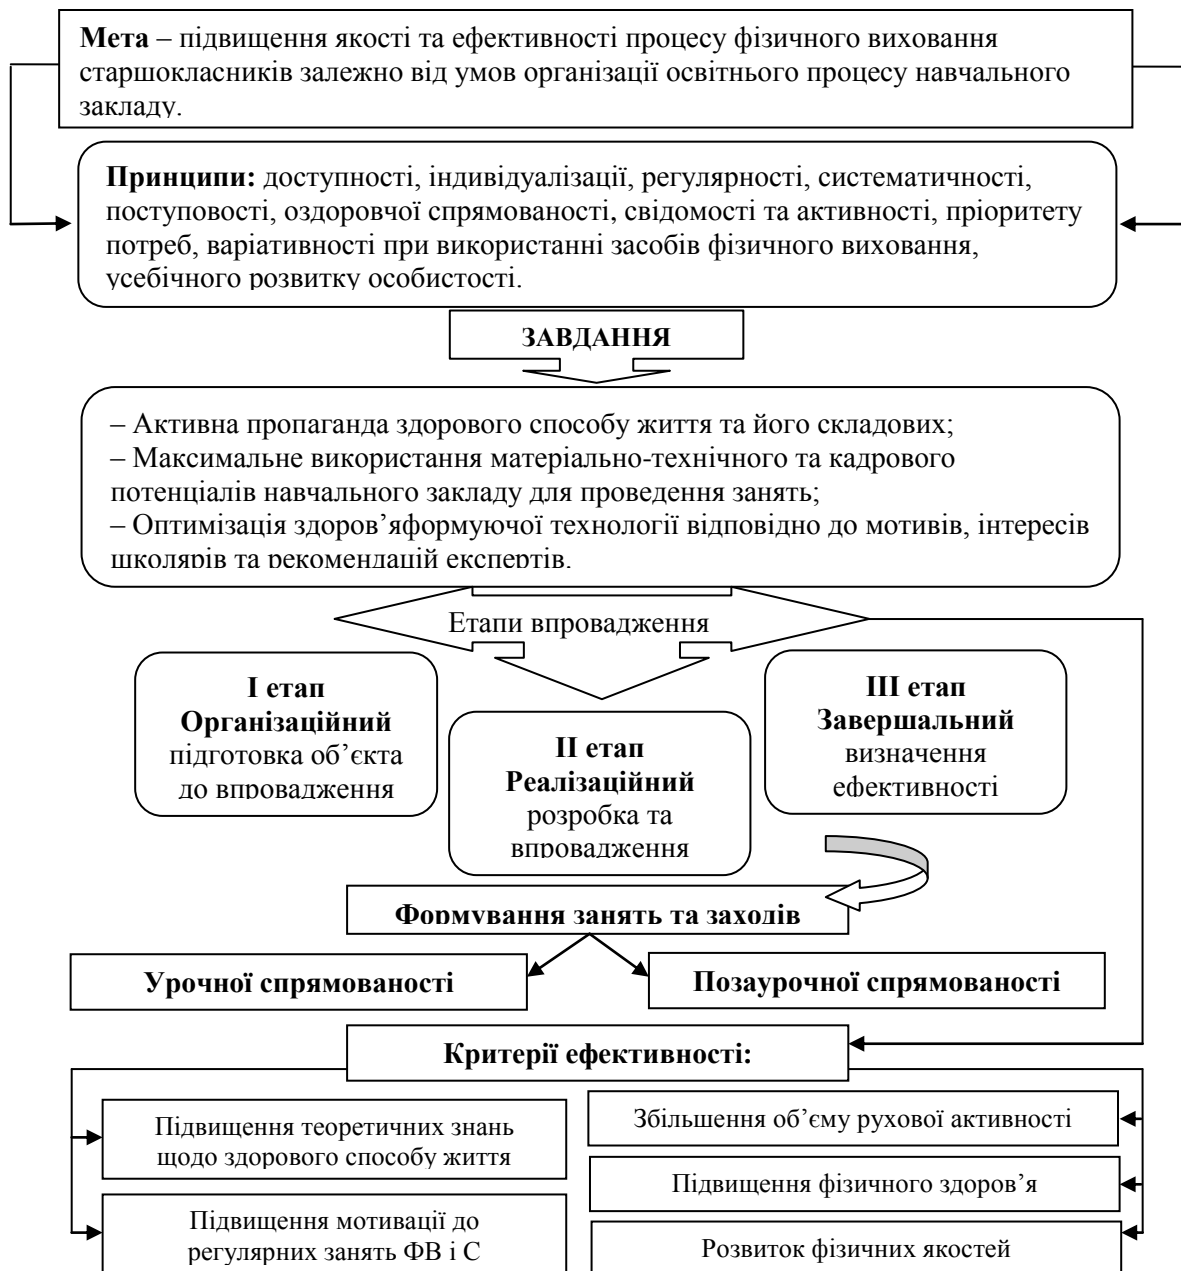 Мета – підвищення якості та ефективності процесу фізичного виховання
старшокласників залежно від умов організації освітнього процесу навчального
закладу.
Принципи: доступності, індивідуалізації, регулярності, систематичності,
поступовості, оздоровчої спрямованості, свідомості та активності, пріоритету
потреб, варіативності при використанні засобів фізичного виховання,
усебічного розвитку особистості.
ЗАВДАННЯ
– Активна пропаганда здорового способу життя та його складових;
– Максимальне використання матеріально-технічного та кадрового
потенціалів навчального закладу для проведення занять;
– Оптимізація здоров’яформуючої технології відповідно до мотивів, інтересів
школярів та рекомендацій експертів.
Етапи впровадження
І етап
Організаційний
підготовка об’єкта
до впровадження
ІІ етап
Реалізаційний
розробка та
впровадження
ІІІ етап
Завершальний
визначення
ефективності
Формування занять та заходів
Урочної спрямованості
Позаурочної спрямованості
Критерії ефективності:
Підвищення теоретичних знань
щодо здорового способу життя
Підвищення мотивації до
регулярних занять ФВ і С
Збільшення об’єму рухової активності
Підвищення фізичного здоров’я
Розвиток фізичних якостей